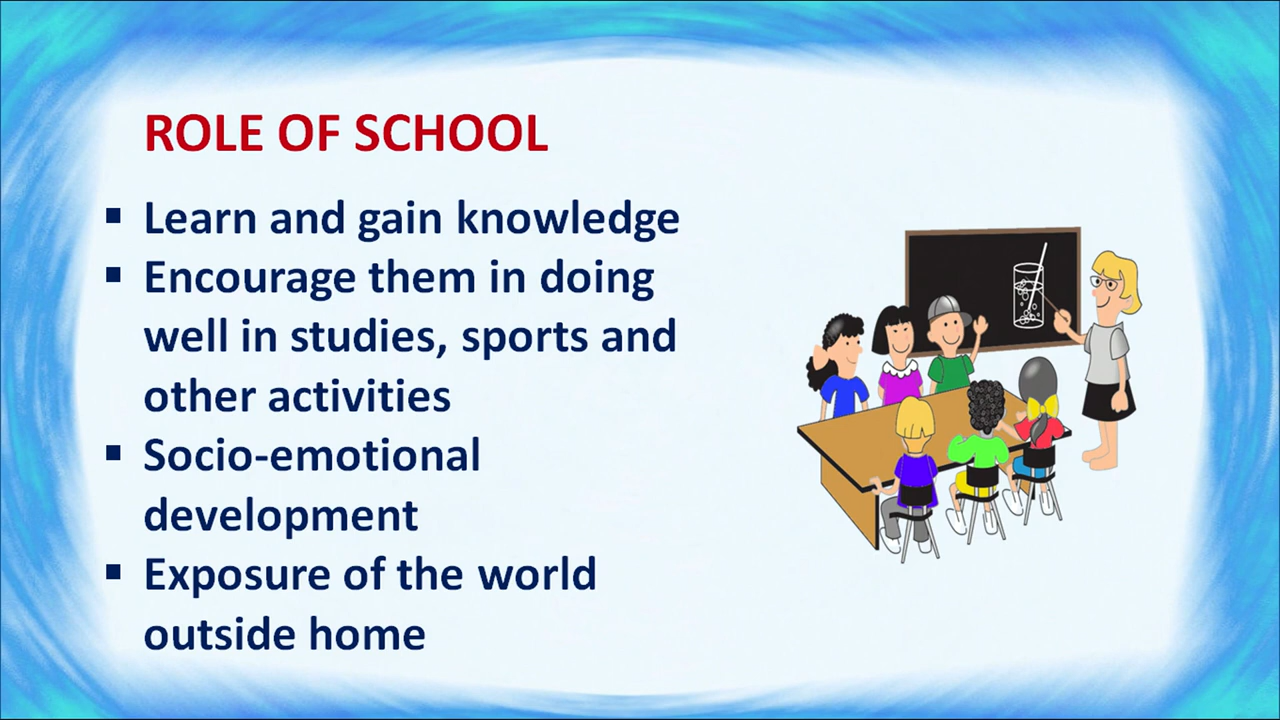 ROLE OF SCHOOL
▪ Learn and gain knowledge
▪ Encourage them in doing
well in studies, sports and
other activities
▪ Socio-emotional
development
▪ Exposure of the world
outside home